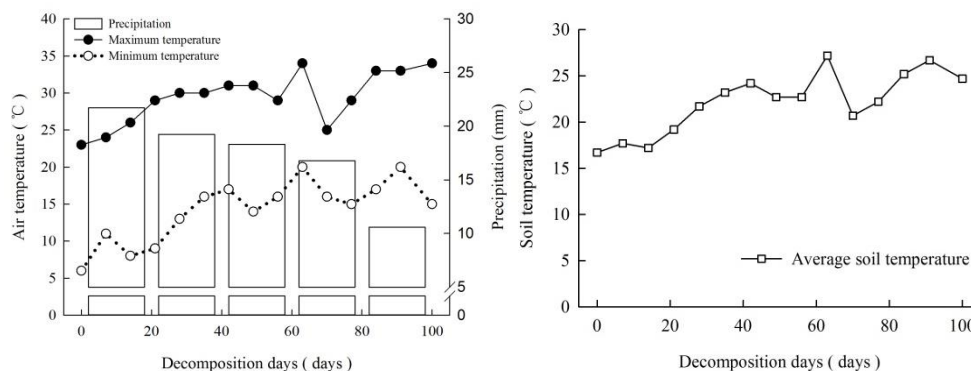 Precipitation
Maximum temperature
Minimum temperature
Air temperature ( ℃ )
40
35
30
25
20
15
10
5
0
30
25
20
15
10
5
0
Precipitation (mm)
0 20 40 60 80 100
Decomposition days ( days )
Soil temperature ( ℃ )
30
25
20
15
10
5
0
Average soil temperature
0 20 40 60 80 100
Decomposition days ( days )